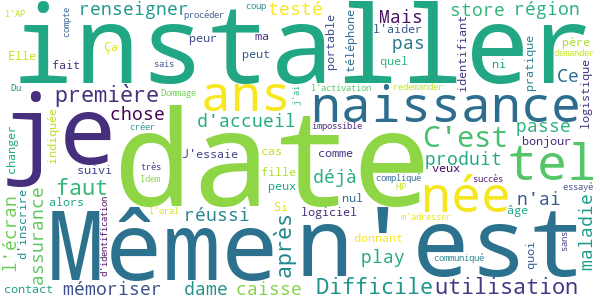 l'AP
renseigner
compte
procéder
coup
testé
Mais
store
région
Elle
Ça
sais
peur
ma
l'aider
portable
téléphone
pas
identifiant
ni
pratique
père
demander
installer
fait
peut
quel
Ce
logistique
Du
première
Dommage
ans
j'ai
l'activation
redemander
essayé
je
chose
d'accueil
créer
impossible
naissance
indiquée
changer
suivi
très
Idem
J'essaie
date
cas
fille
comme
déjà
peux
veux
C'est
produit
passe
bonjour
tel
compliqué
HP
succès
née
n'ai
âge
l'écran
d'inscrire
assurance
faut
alors
d'identification
l'oral
réussi
Si
nul
logiciel
m'adresser
Même
n'est
après
donnant
play
communiqué
quoi
sans
maladie
contact
mémoriser
dame
caisse
Difficile
utilisation